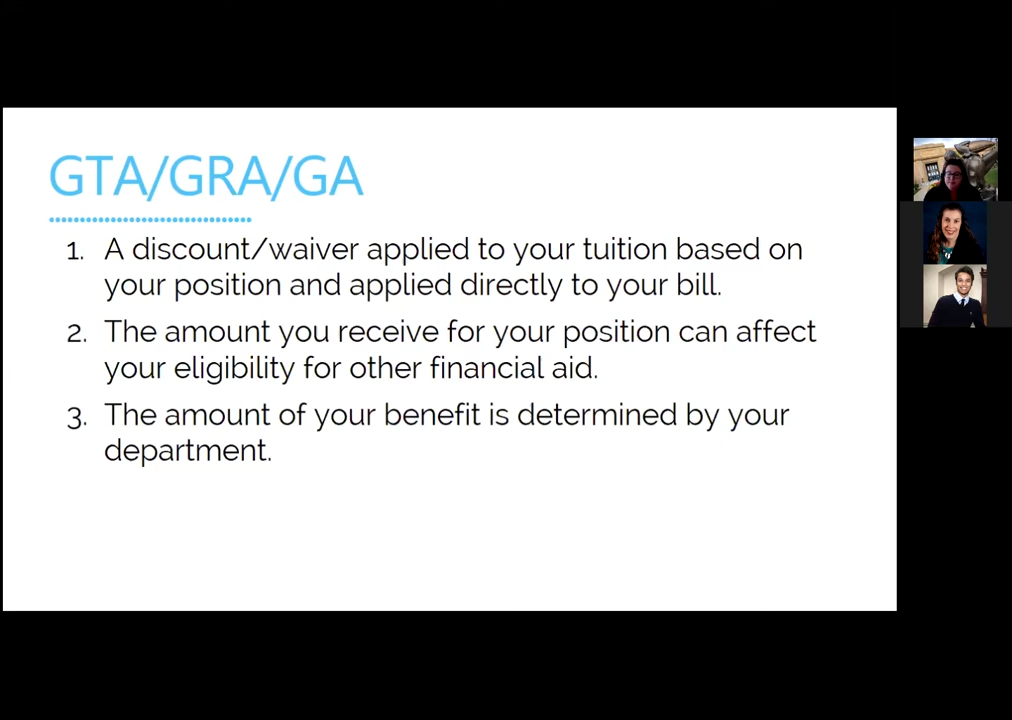 GTA/GRA/GA
1. A discount/waiver applied to your tuition based on
your position and applied directly to your bill.
2. The amount you receive for your position can affect
your eligibility for other financial aid.
3. The amount of your benefit is determined by your
department.